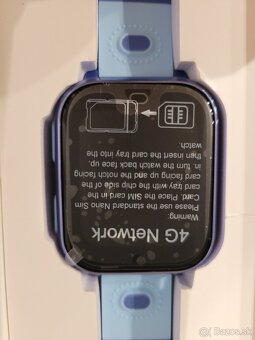 4G Network
Warning:
Please use the standard Nano Sim
Card. Place the SIM card in the
card tray with the chip side of the
card facing up and the notch facing
in, turn the watch back face up,
then insert the card tray into the
watch.
bazos.sk